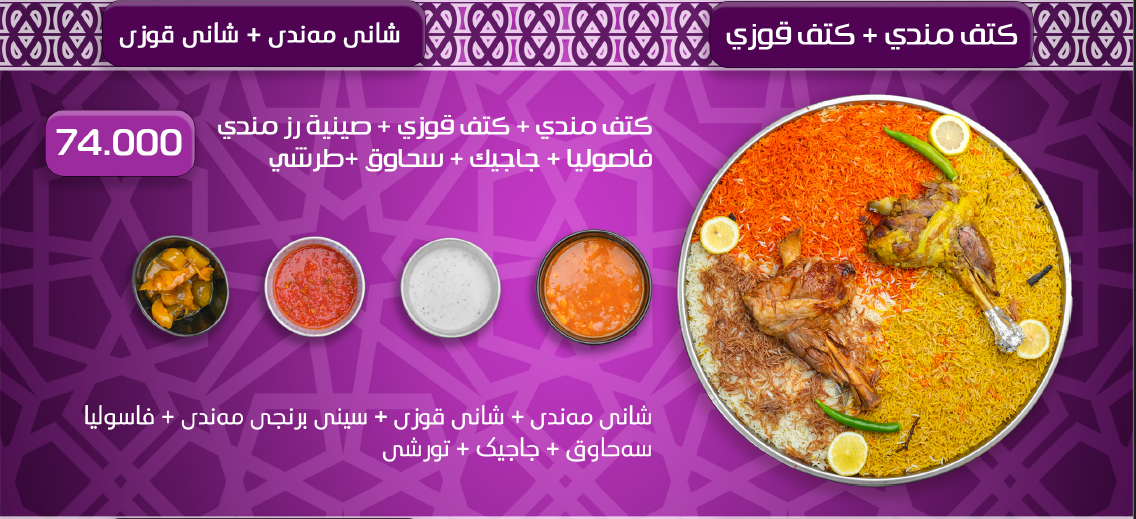 كتف مندي + كتف قوزي
شانی مەندی + شانی قوزی
كتف مندي + كتف قوزي + صينية رز مندي
فاصوليا + جاجيك + سحاوق +طرشي
74.000
شانی مەندی + شانی قوزی + سینی برنجی مەندی + فاسولیا
سەحاوق + جاجیک + تورشی